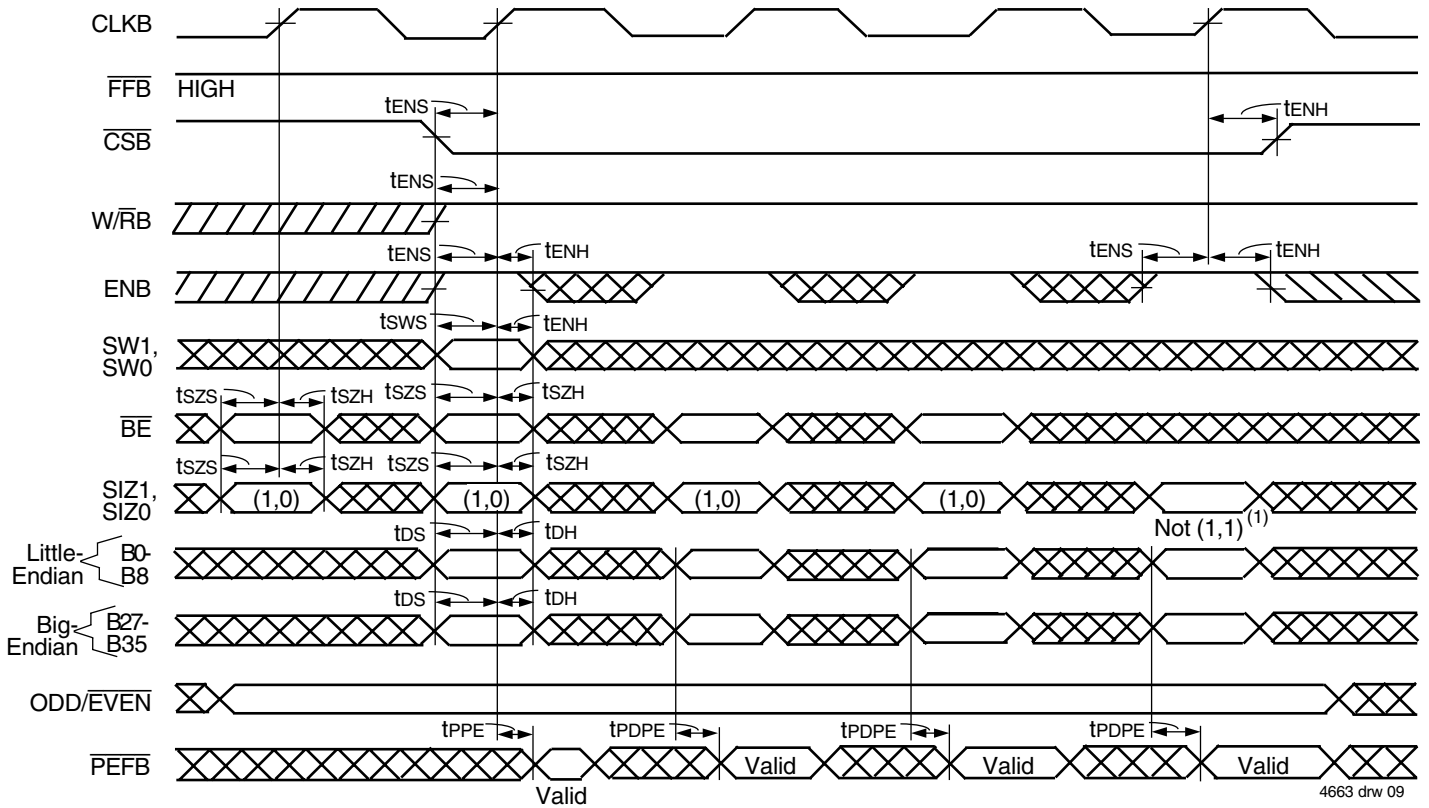 CLKB
FFB HIGH
tENS tENH
CSB
tENS
W/RB
tENS tENH tENS tENH
ENB
tSWS tENH
SW1,
SW0
tSZS tSZH tSZS tSZH
BE
tSZS tSZH tSZS tSZH
SIZ1,
SIZ0
(1,0) (1,0) (1,0) (1,0)
Not (1,1) (1)
tDS tDH
Little-
Endian
B0-
B8
tDS tDH
Big-
Endian
B27-
B35
ODD/EVEN
tPPE tPDPE tPDPE tPDPE
PEFB
Valid Valid Valid
Valid
4663 drw 09